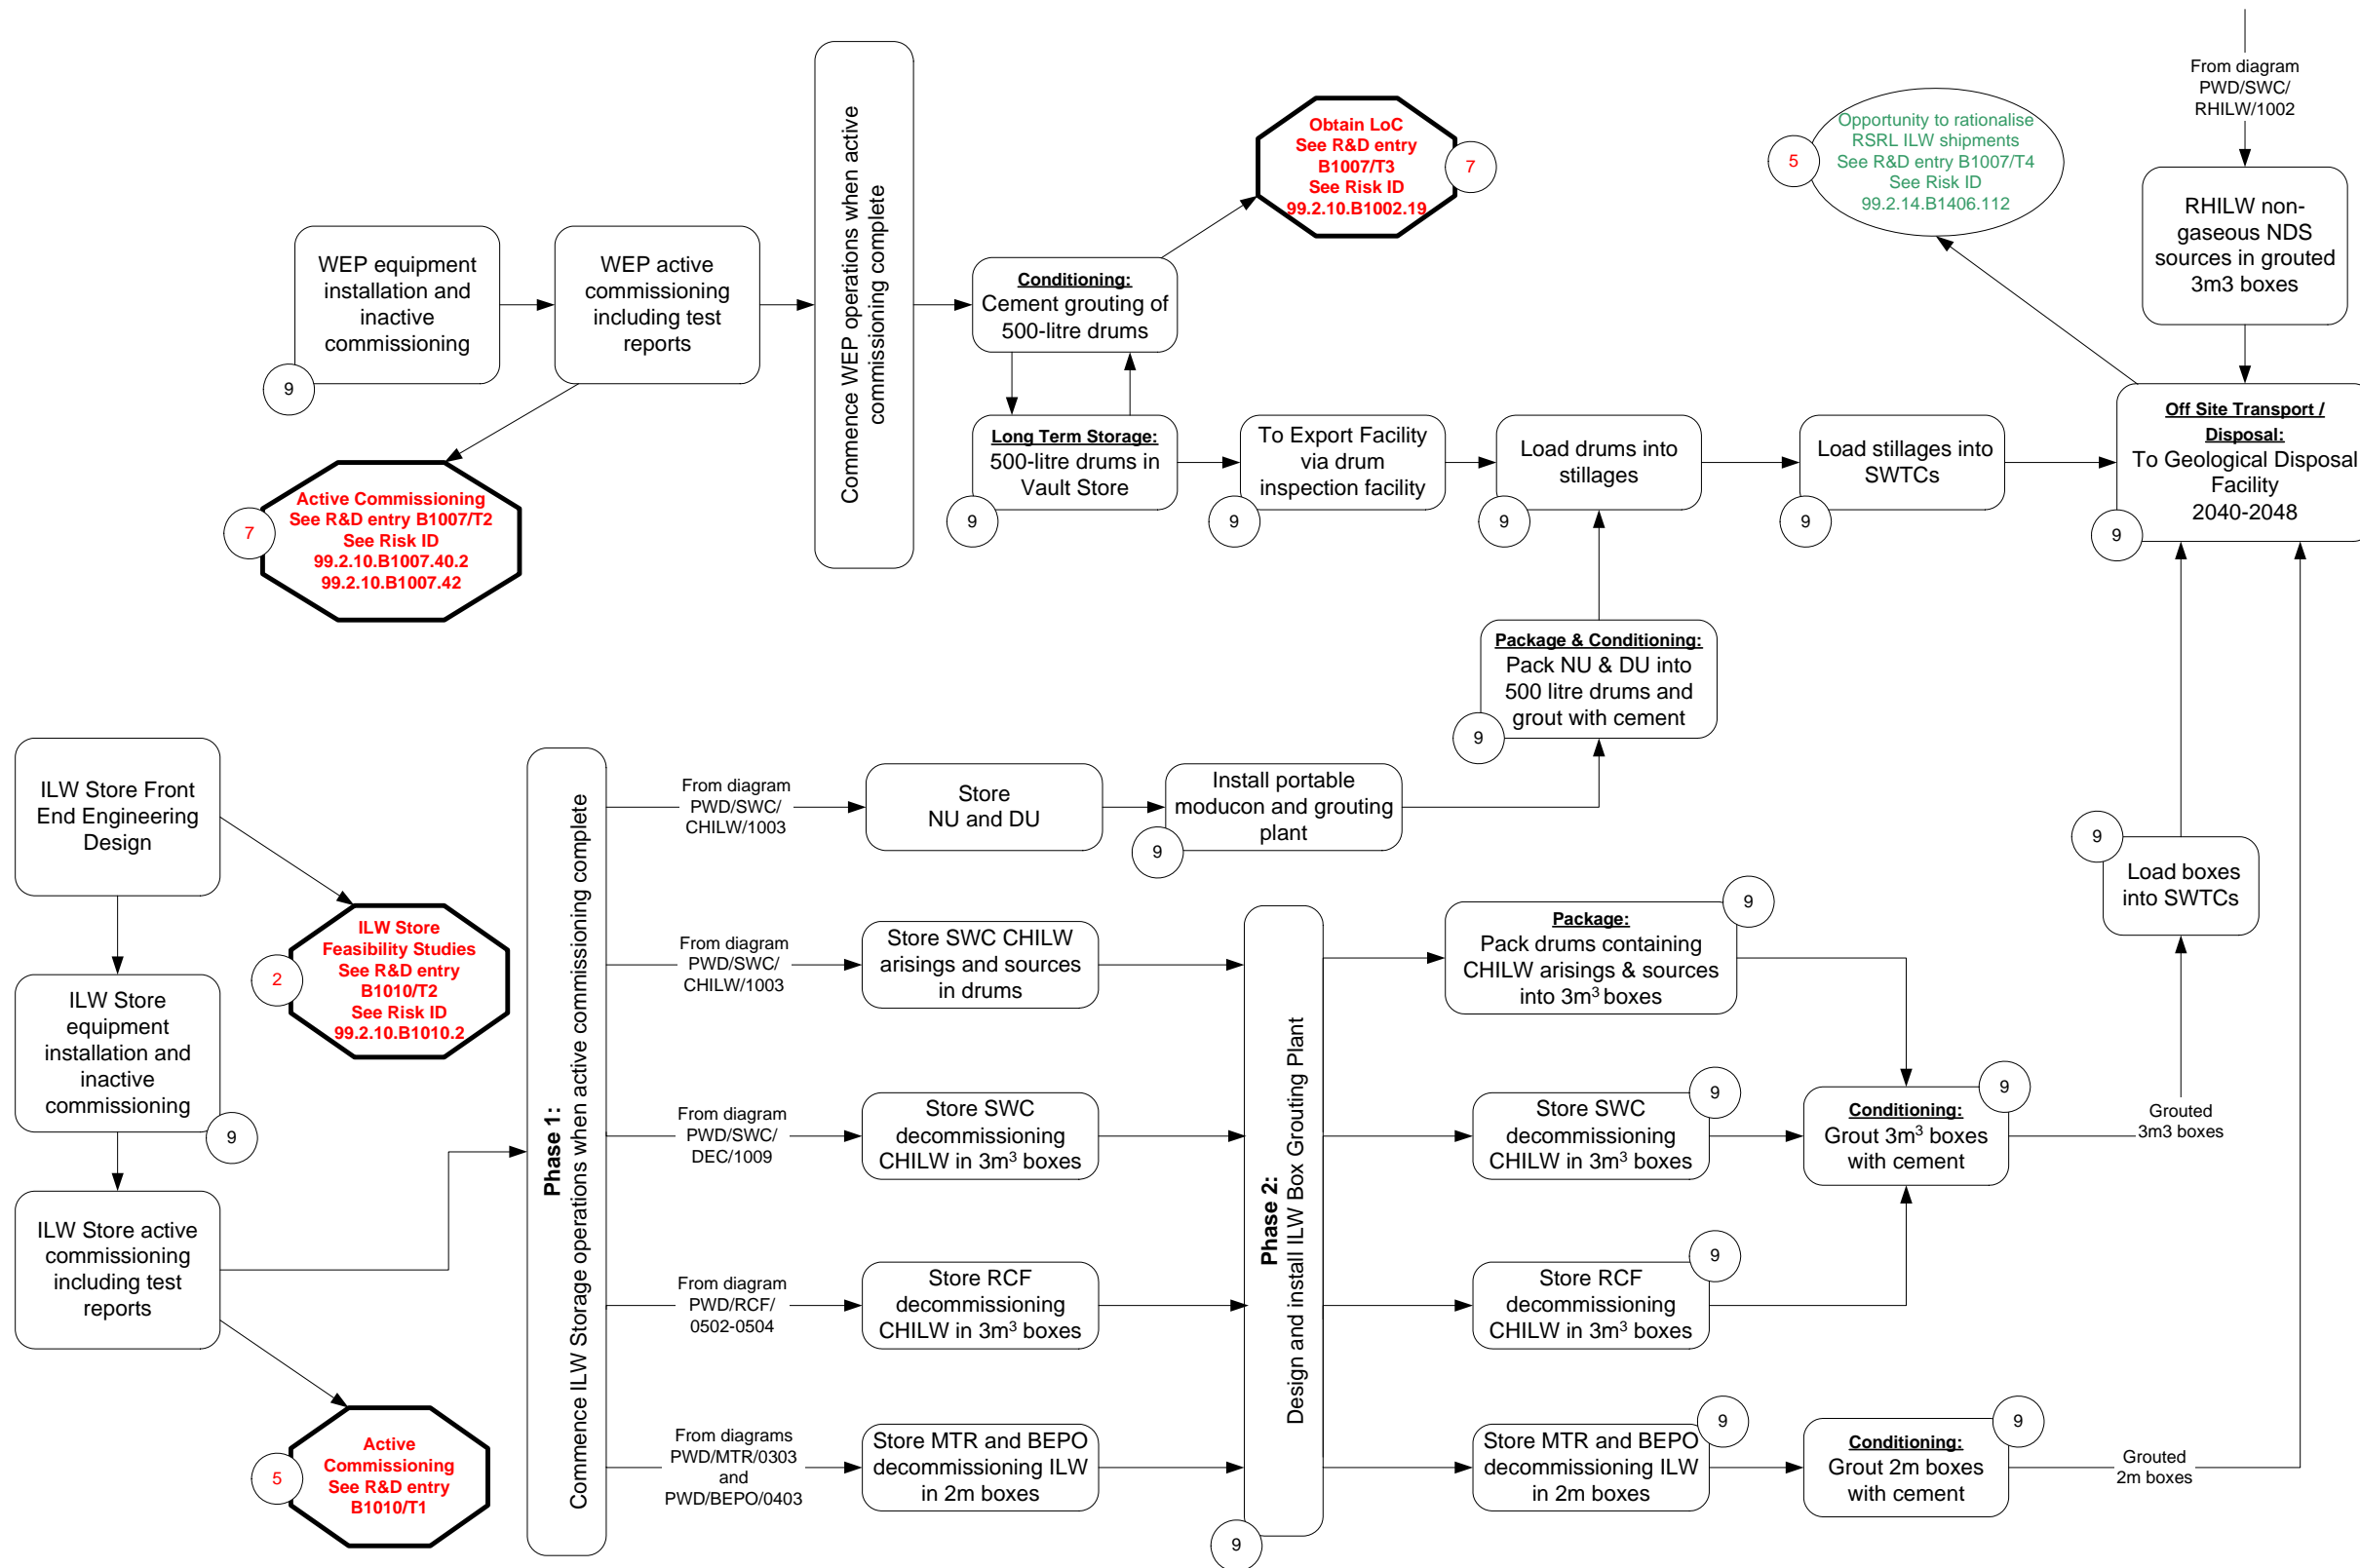 From diagram
PWD/SWC/
RHILW/1002
Commence WEP operations when active
commissioning complete
Obtain LoC
See R&D entry
B1007/T3
See Risk ID
99.2.10.B1002.19
7
Opportunity to rationalise
RSRL ILW shipments
See R&D entry B1007/T4
See Risk ID
99.2.14.B1406.112
5
RHILW non-
gaseous NDS
sources in grouted
3m3 boxes
WEP equipment
installation and
inactive
commissioning
9
WEP active
commissioning
including test
reports
Conditioning:
Cement grouting of
500-litre drums
Active Commissioning
See R&D entry B1007/T2
See Risk ID
99.2.10.B1007.40.2
99.2.10.B1007.42
7
Long Term Storage:
500-litre drums in
Vault Store
9
To Export Facility
via drum
inspection facility
9
Load drums into
stillages
9
Load stillages into
SWTCs
9
Off Site Transport /
Disposal:
To Geological Disposal
Facility
2040-2048
9
Package & Conditioning:
Pack NU & DU into
500 litre drums and
grout with cement
9
ILW Store Front
End Engineering
Design
ILW Store
Feasibility Studies
See R&D entry
B1010/T2
See Risk ID
99.2.10.B1010.2
2
ILW Store
equipment
installation and
inactive
commissioning
9
ILW Store active
commissioning
including test
reports
Active
Commissioning
See R&D entry
B1010/T1
5
Phase 1:
Commence ILW Storage operations when active commissioning complete
From diagram
PWD/SWC/
CHILW/1003
Store
NU and DU
Install portable
moducon and grouting
plant
9
From diagram
PWD/SWC/
CHILW/1003
Store SWC CHILW
arisings and sources
in drums
From diagram
PWD/SWC/
DEC/1009
Store SWC
decommissioning
CHILW in 3m³ boxes
From diagram
PWD/RCF/
0502-0504
Store RCF
decommissioning
CHILW in 3m³ boxes
From diagrams
PWD/MTR/0303
and
PWD/BEPO/0403
Store MTR and BEPO
decommissioning ILW
in 2m boxes
Phase 2:
Design and install ILW Box Grouting Plant
9
Package:
Pack drums containing
CHILW arisings & sources
into 3m³ boxes
9
Store SWC
decommissioning
CHILW in 3m³ boxes
9
Store RCF
decommissioning
CHILW in 3m³ boxes
9
Store MTR and BEPO
decommissioning ILW
in 2m boxes
9
Conditioning:
Grout 3m³ boxes
with cement
9
Conditioning:
Grout 2m boxes
with cement
9
Grouted
3m3 boxes
Grouted
2m boxes
Load boxes
into SWTCs
9